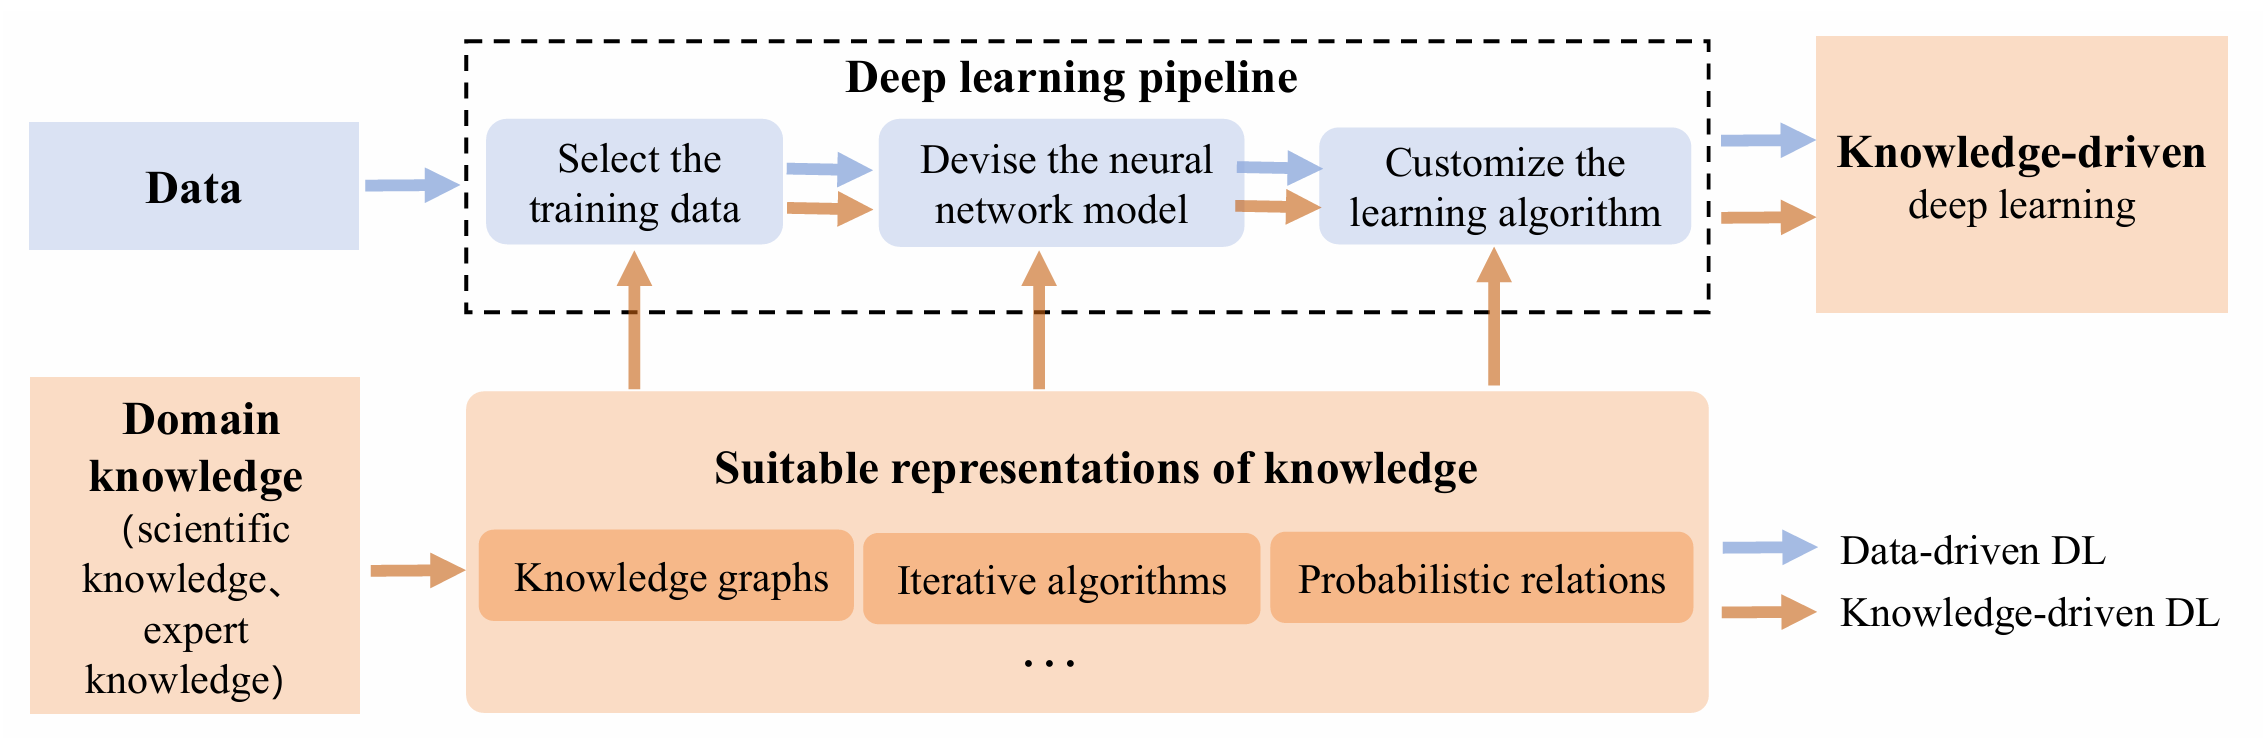 Deep learning pipeline
Data
Select the
training data
Devise the neural
network model
Customize the
learning algorithm
Knowledge-driven
deep learning
Domain
knowledge
（scientific
knowledge、
expert
knowledge）
Suitable representations of knowledge
Knowledge graphs
Iterative algorithms
Probabilistic relations
...
Data-driven DL
Knowledge-driven DL